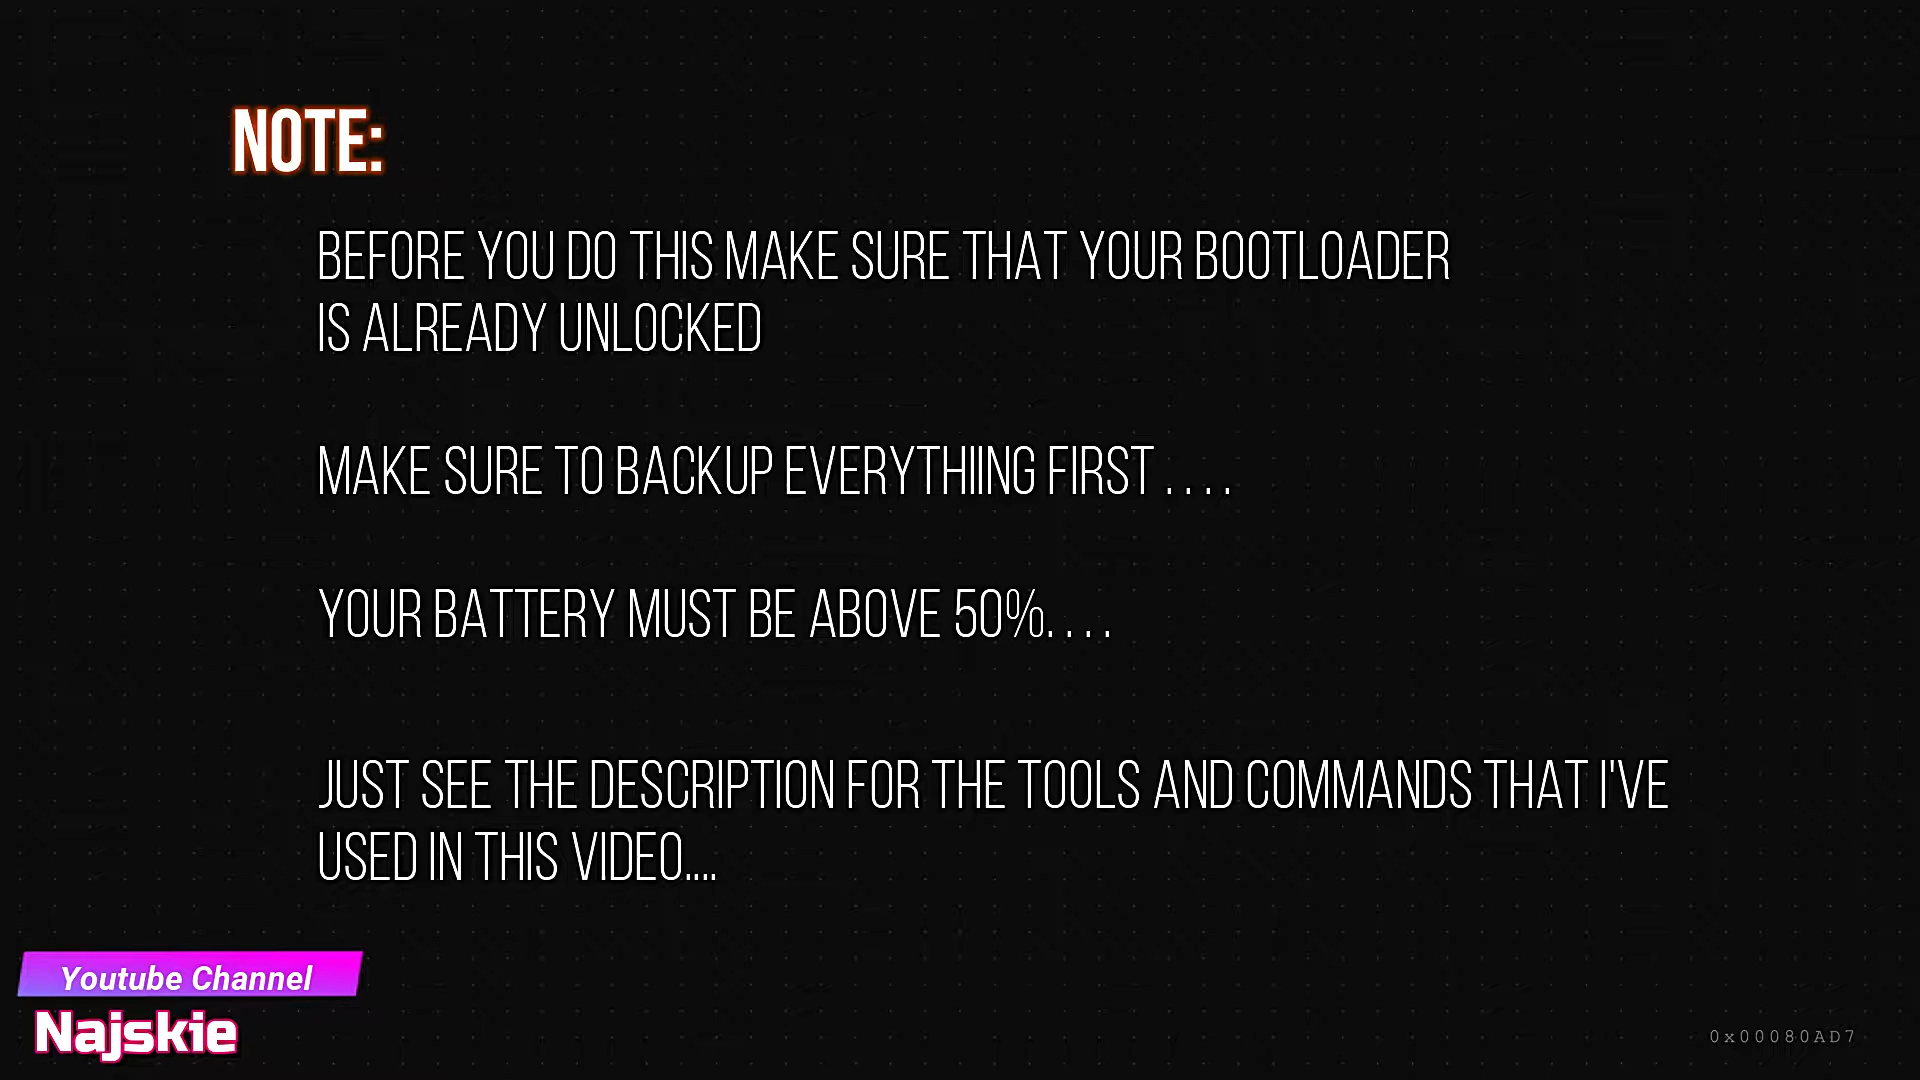 NOTE:
BEFORE YOU DO THIS MAKE SURE THAT YOUR BOOTLOADER
IS ALREADY UNLOCKED
MAKE SURE TO BACKUP EVERYTHIING FIRST . . . .
YOUR BATTERY MUST BE ABOVE 50%. . . .
JUST SEE THE DESCRIPTION FOR THE TOOLS AND COMMANDS THAT I'VE
USED IN THIS VIDEO....
Youtube Channel
Najskie
0x00080AD7